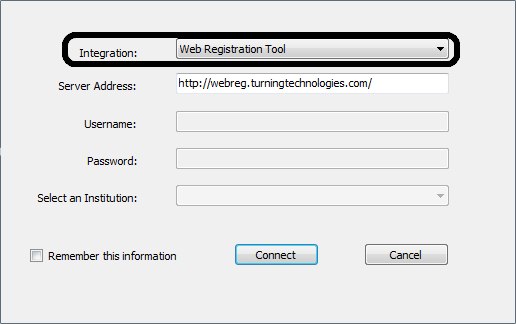 Integration: Web Registration Tool
Server Address: http://webreg.turningtechnologies.com/
Username:
Password:
Select an Institution:
Remember this information Connect Cancel